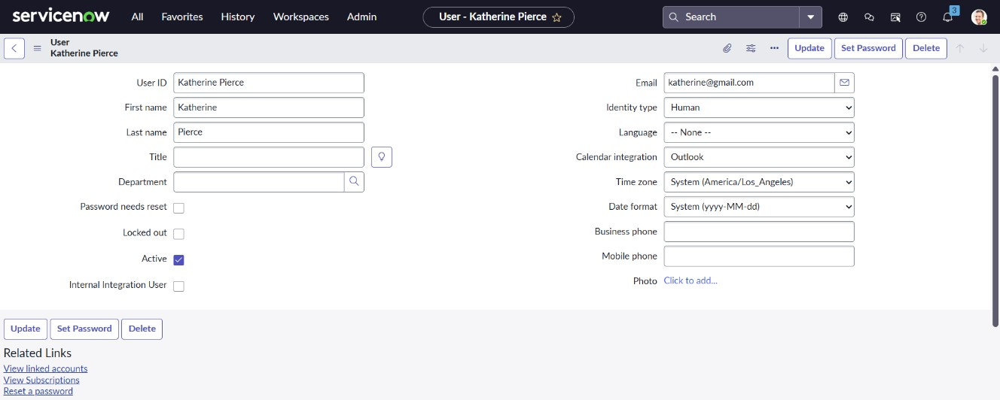 servicenow All Favorites History Workspaces Admin User - Katherine Pierce Search 3
User
Katherine Pierce
Update Set Password Delete
User ID Katherine Pierce
First name Katherine
Last name Pierce
Title
Department
Password needs reset
Locked out
Active
Internal Integration User
Email katherine@gmail.com
Identity type Human
Language -- None --
Calendar integration Outlook
Time zone System (America/Los_Angeles)
Date format System (yyyy-MM-dd)
Business phone
Mobile phone
Photo Click to add...
Update Set Password Delete
Related Links
View linked accounts
View Subscriptions
Reset a password